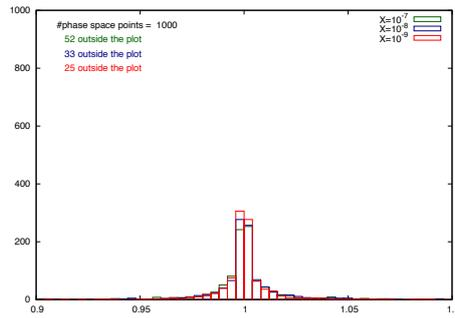 1000
#phase space points = 1000
52 outside the plot
33 outside the plot
25 outside the plot
X=10^-7
X=10^-8
X=10^-9
800
600
400
200
0
0.9 0.95 1 1.05 1.